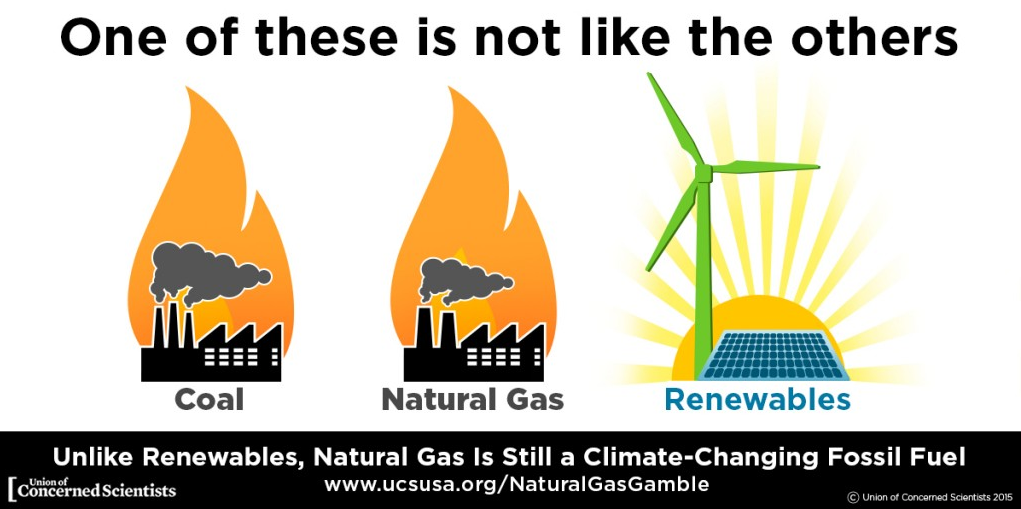 One of these is not like the others
Coal
Natural Gas
Renewables
Unlike Renewables, Natural Gas Is Still a Climate-Changing Fossil Fuel
www.ucsusa.org/NaturalGasGamble
Union of
Concerned Scientists
© Union of Concerned Scientists 2015